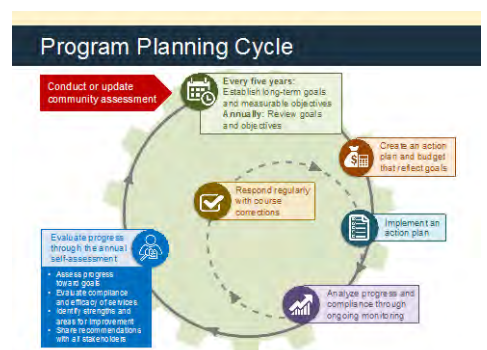 Program Planning Cycle
Conduct or update
community assessment
Every five years:
Establish long-term goals
and measurable objectives
Annually: Review goals
and objectives
Create an action
plan and budget
that reflect goals
Respond regularly
with course
corrections
Implement an
action plan
Evaluate progress
through the annual
self-assessment
• Assess progress
toward goals
• Evaluate compliance
and efficacy of services
• Identify strengths and
areas for improvement
• Share recommendations
with all stakeholders
Analyze progress and
compliance through
ongoing monitoring